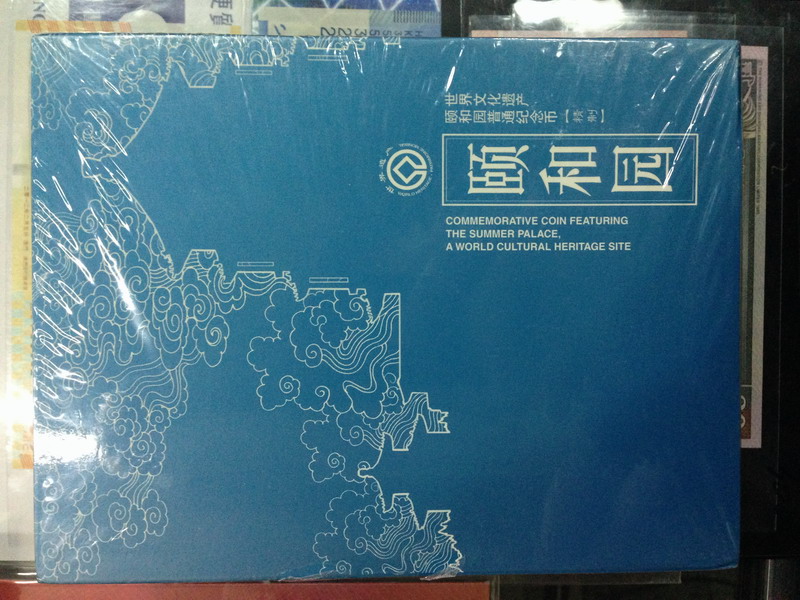 世界文化遗产
颐和园普通纪念币【精制】
颐和园
COMMEMORATIVE COIN FEATURING
THE SUMMER PALACE,
A WORLD CULTURAL HERITAGE SITE